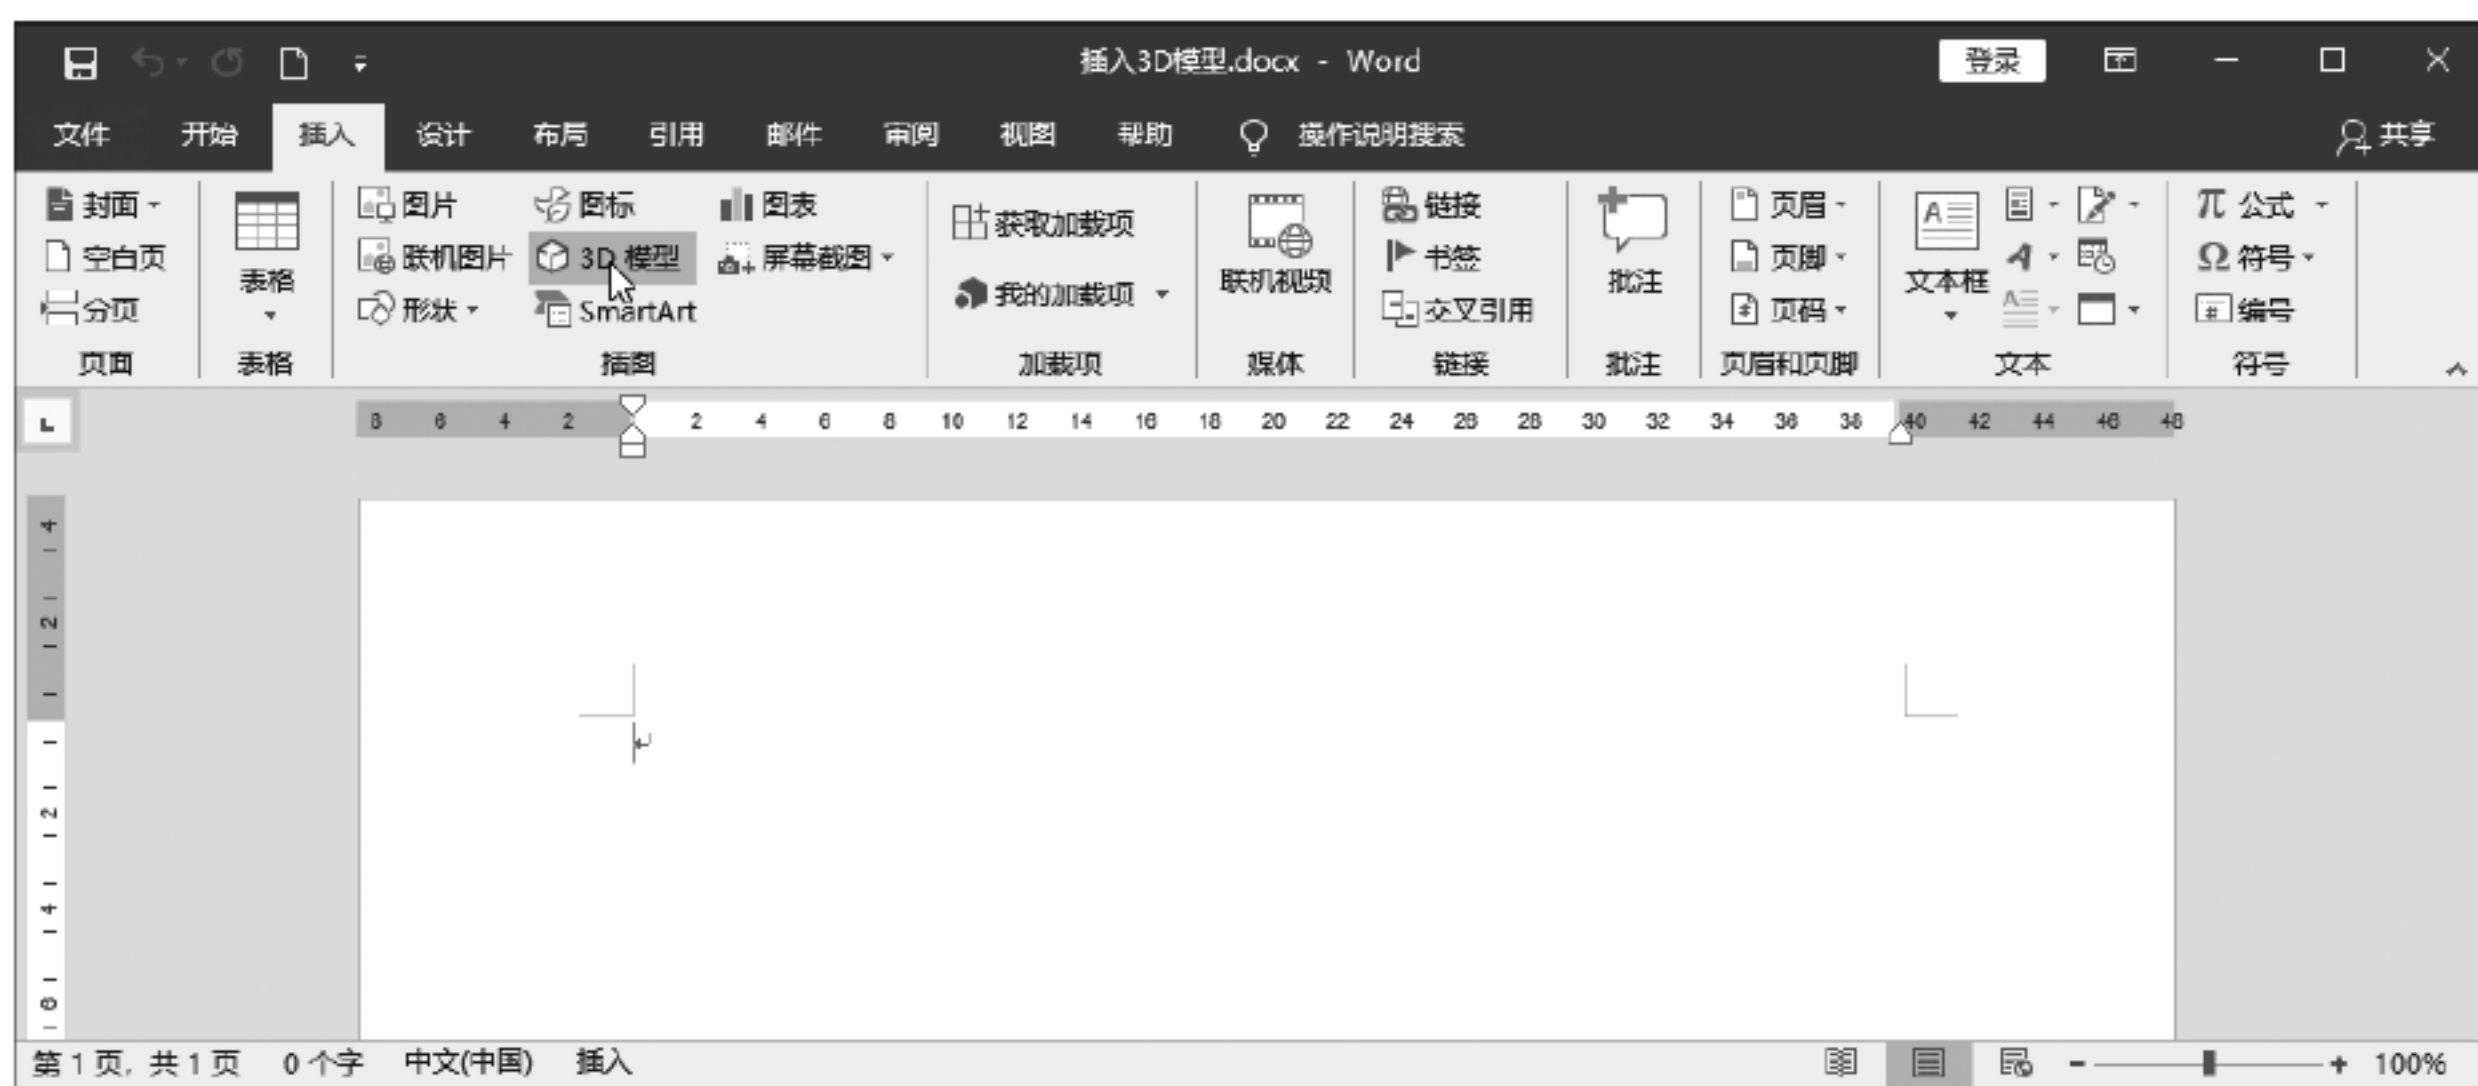 插入3D模型.docx - Word 登录
文件 开始 插入 设计 布局 引用 邮件 审阅 视图 帮助 操作说明搜索 共享
封面 图片 图标 图表 获取加载项 链接 页眉 公式
空白页 联机图片 3D 模型 屏幕截图 书签 页脚 符号
表格 联机视频 批注 文本框
分页 形状 SmartArt 我的加载项 交叉引用 页码 编号
页面 表格 插图 加载项 媒体 链接 批注 页眉和页脚 文本 符号
8 6 4 2 2 4 6 8 10 12 14 16 18 20 22 24 26 28 30 32 34 36 38 40 42 44 46 48
4
2
2
4
6
第 1 页, 共 1 页 0 个字 中文(中国) 插入 100%